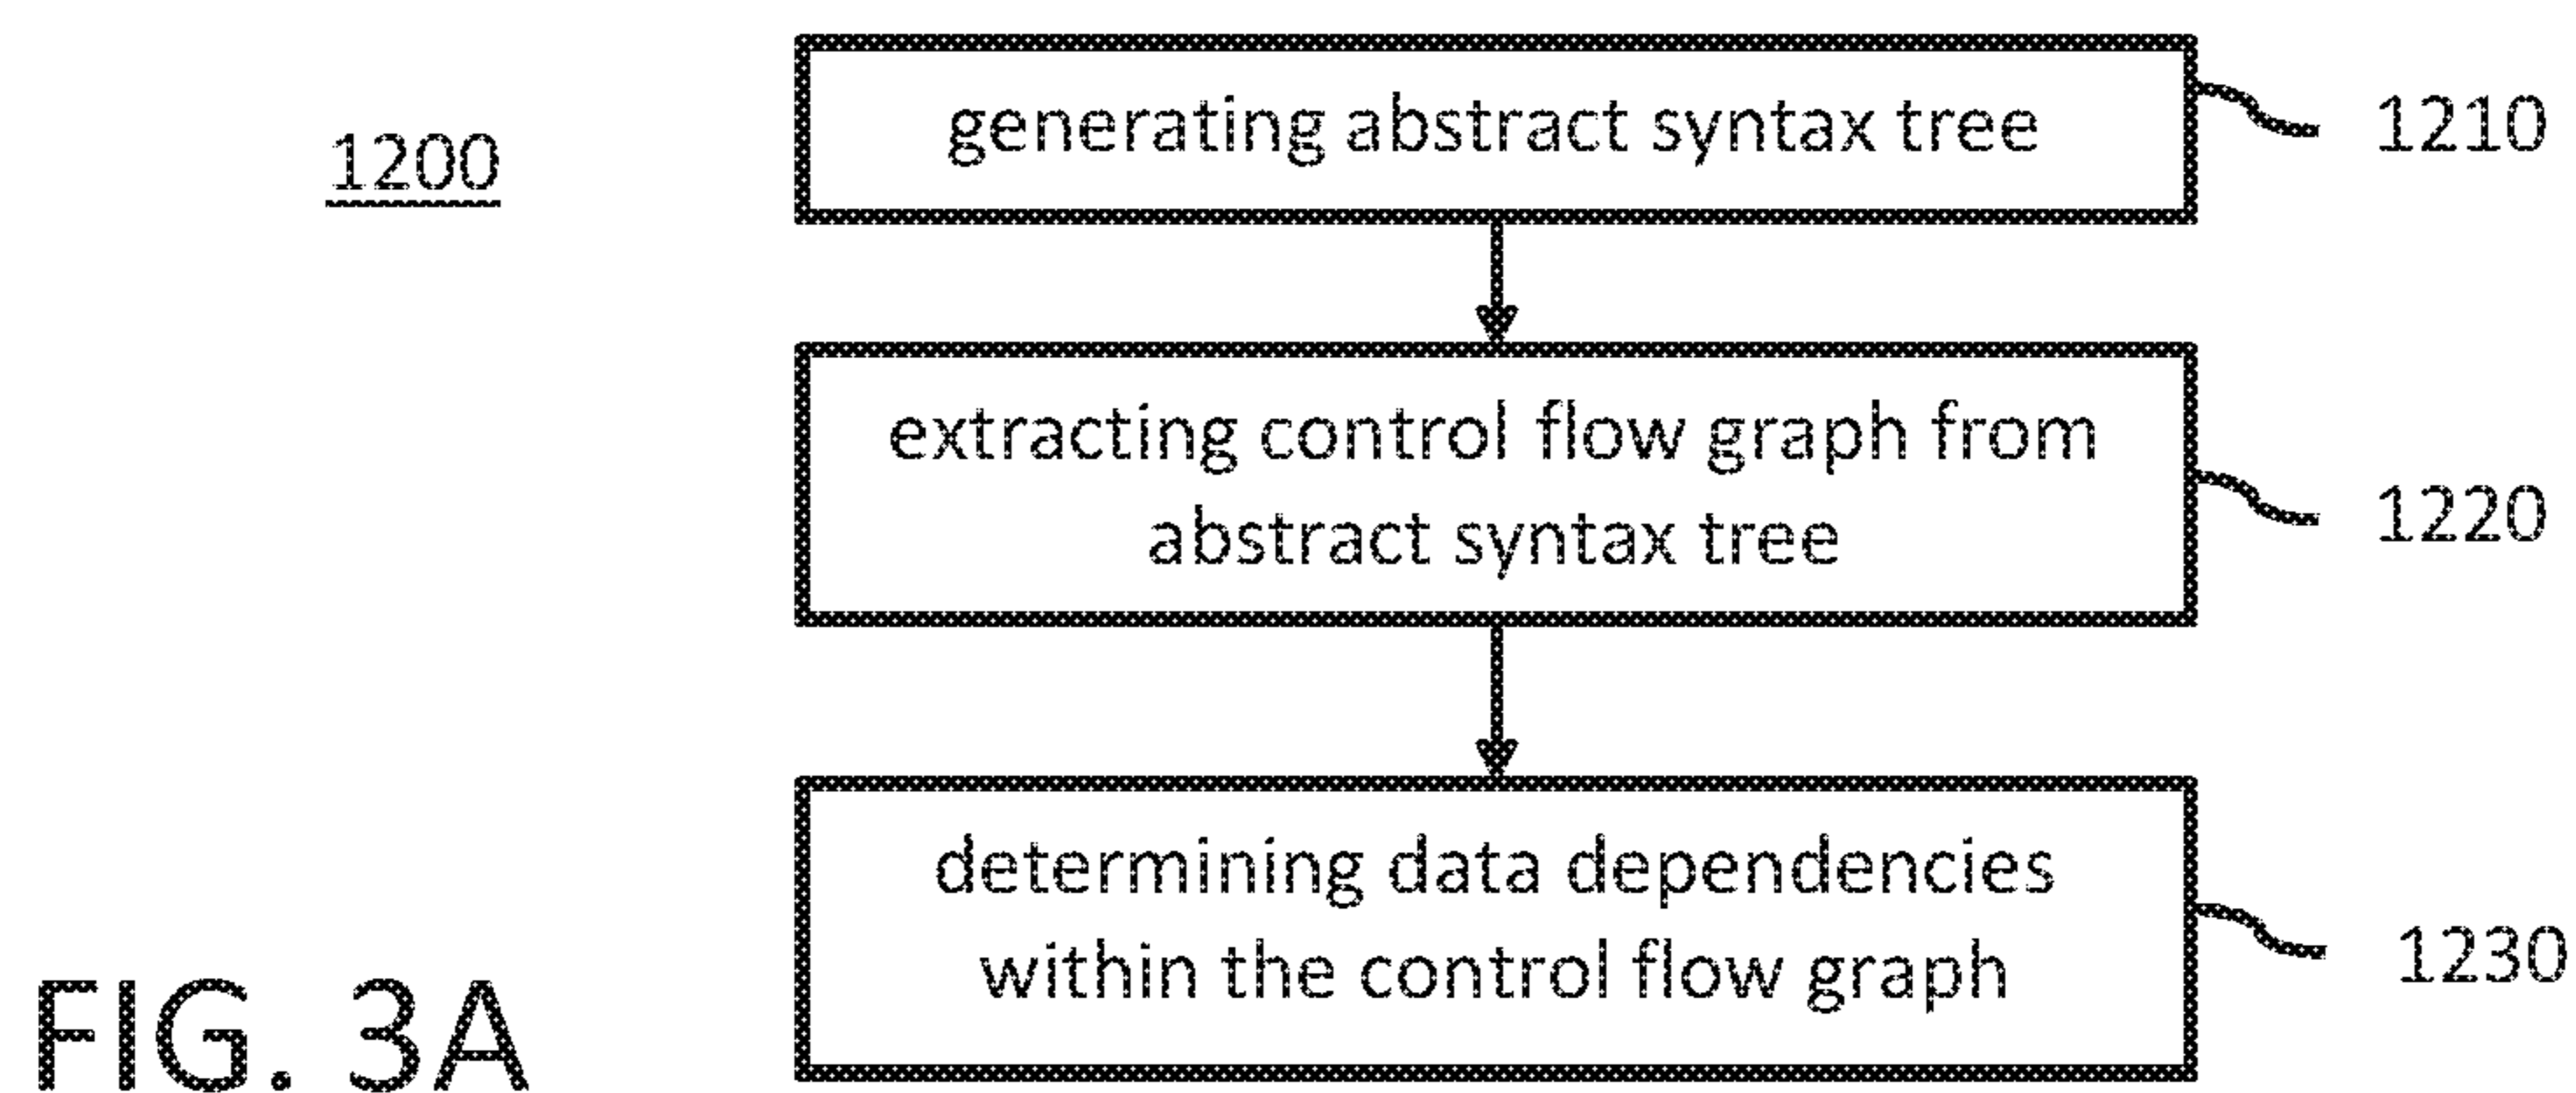 1200
generating abstract syntax tree
1210
extracting control flow graph from
abstract syntax tree
1220
determining data dependencies
within the control flow graph
1230
FIG. 3A